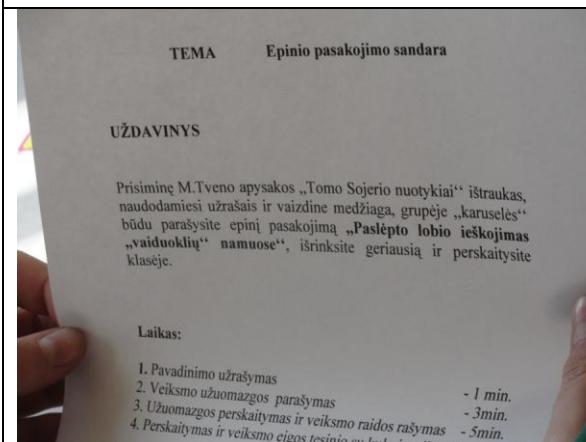 TEMA Epinio pasakojimo sandara
UŽDAVINYS
Prisiminę M.Tveno apysakos „Tomo Sojerio nuotykiai“ ištraukas,
naudodamiesi užrašais ir vaizdine medžiaga, grupėje „karuselės“
būdu parašysite epinį pasakojimą „Paslėpto lobio ieškojimas
„vaiduoklių“ namuose“, išrinksite geriausią ir perskaitysite
klasėje.
Laikas:
1. Pavadinimo užrašymas - 1 min.
2. Veiksmo užuomazgos parašymas - 3min.
3. Užuomazgos perskaitymas ir veiksmo raidos rašymas - 5min.
4. Perskaitymas ir veiksmo eigos tęsinio su